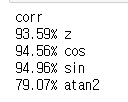 corr
93.59% z
94.56% cos
94.96% sin
79.07% atan2